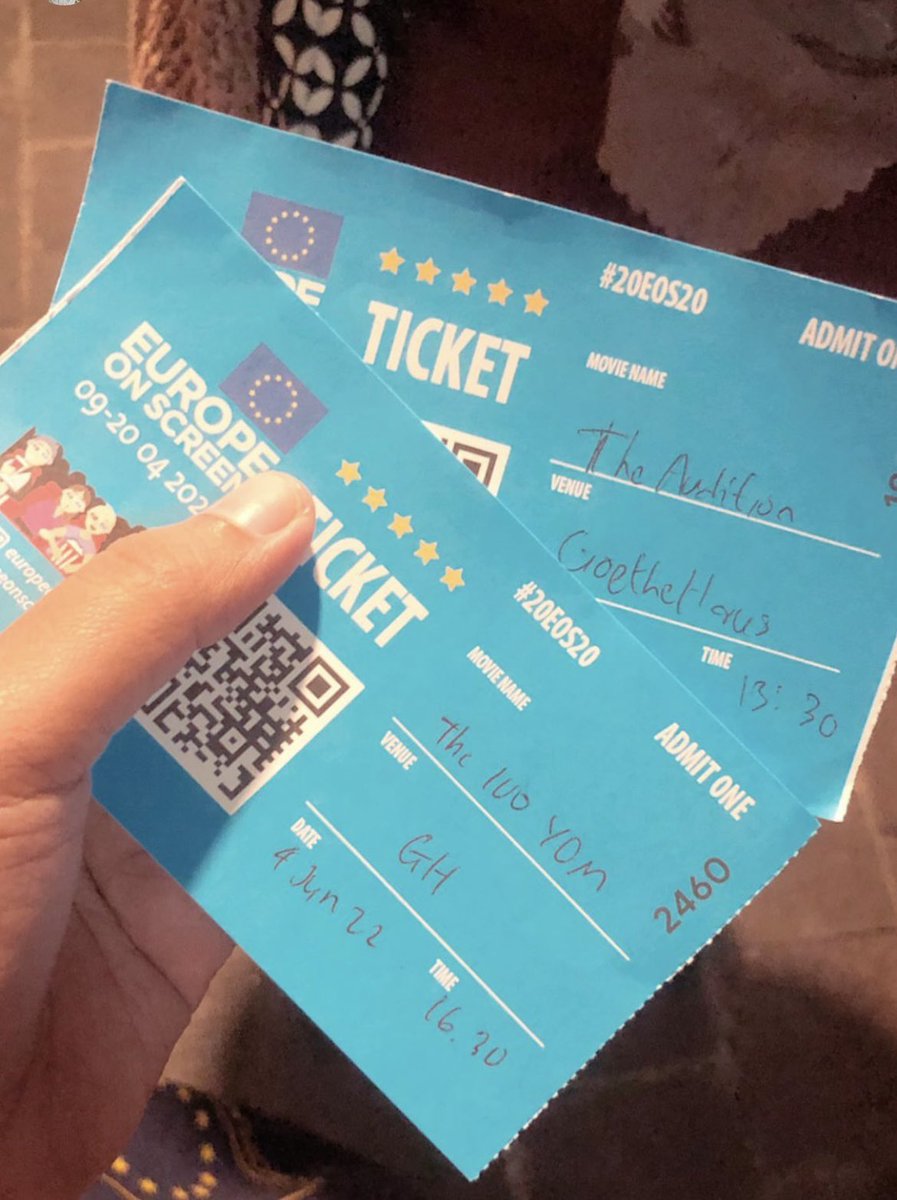 TICKET
#20EOS20
ADMIT
MOVIE NAME
The Audition
VENUE
GoetheHaus
TIME
13:30
EUROPE
ON SCREEN
09-20 04 202
TICKET
#20EOS20
ADMIT ONE
MOVIE NAME
The 100 YOM
VENUE
GH
DATE
4 Jun 22
TIME
16.30
2460